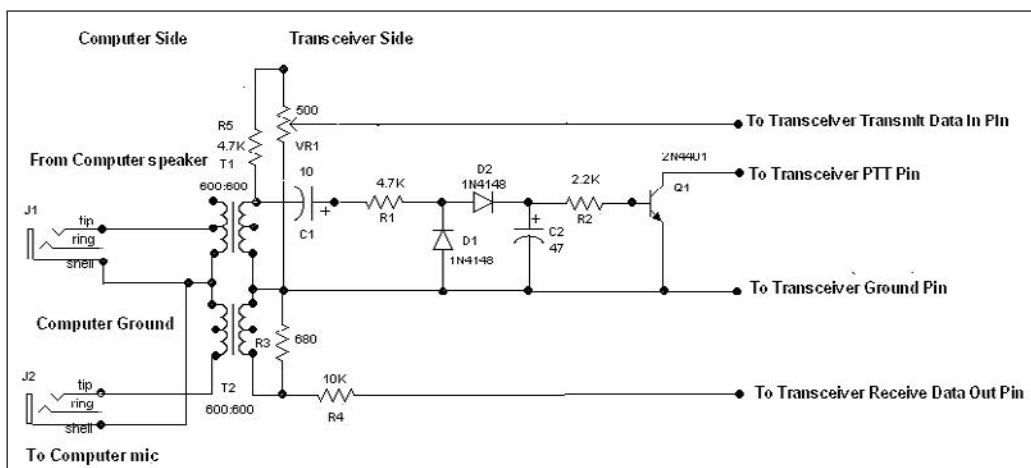 Computer Side
Transceiver Side
500
R5
4.7K
VR1
To Transceiver Transmit Data In Pin
From Computer speaker
T1
600:600
10
C1
+
4.7K
R1
D2
1N4148
2.2K
R2
2N4401
Q1
To Transceiver PTT Pin
J1
tip
ring
shell
D1
1N4148
+
C2
47
To Transceiver Ground Pin
Computer Ground
R3
680
J2
tip
ring
shell
T2
600:600
10K
R4
To Transceiver Receive Data Out Pin
To Computer mic